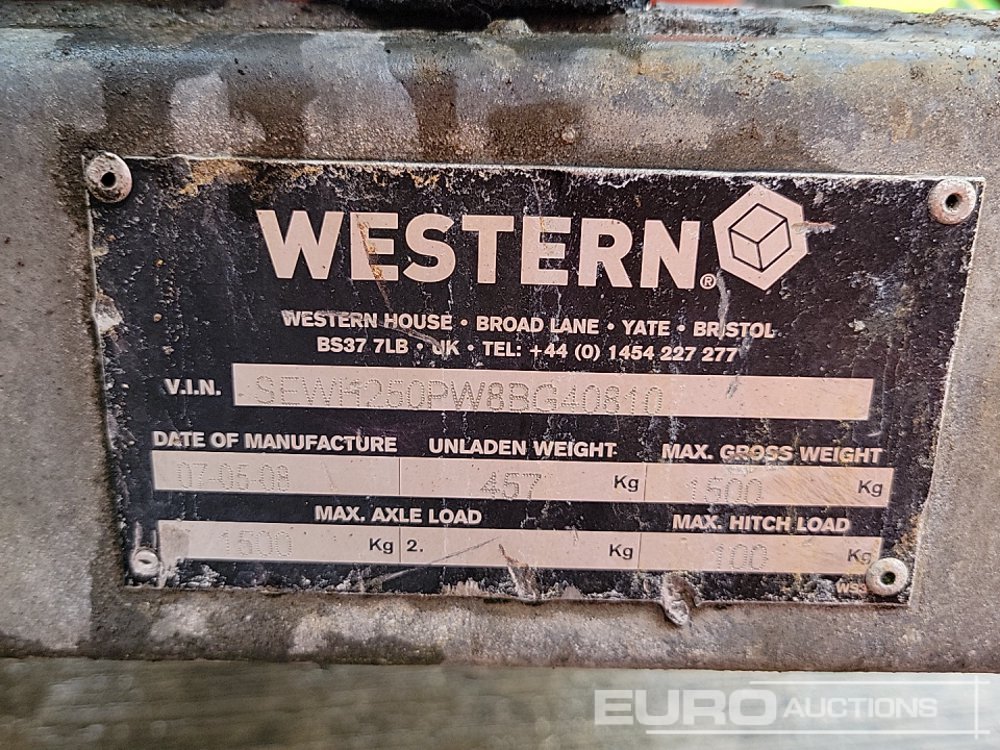 WESTERN®
WESTERN HOUSE • BROAD LANE • YATE • BRISTOL
BS37 7LB • UK • TEL: +44 (0) 1454 227 277
V.I.N. SEWH250PW8BG40810
DATE OF MANUFACTURE UNLADEN WEIGHT MAX. GROSS WEIGHT
07-05-08 457 Kg 1500 Kg
MAX. AXLE LOAD MAX. HITCH LOAD
1500 Kg 2. Kg 100 Kg
EURO AUCTIONS